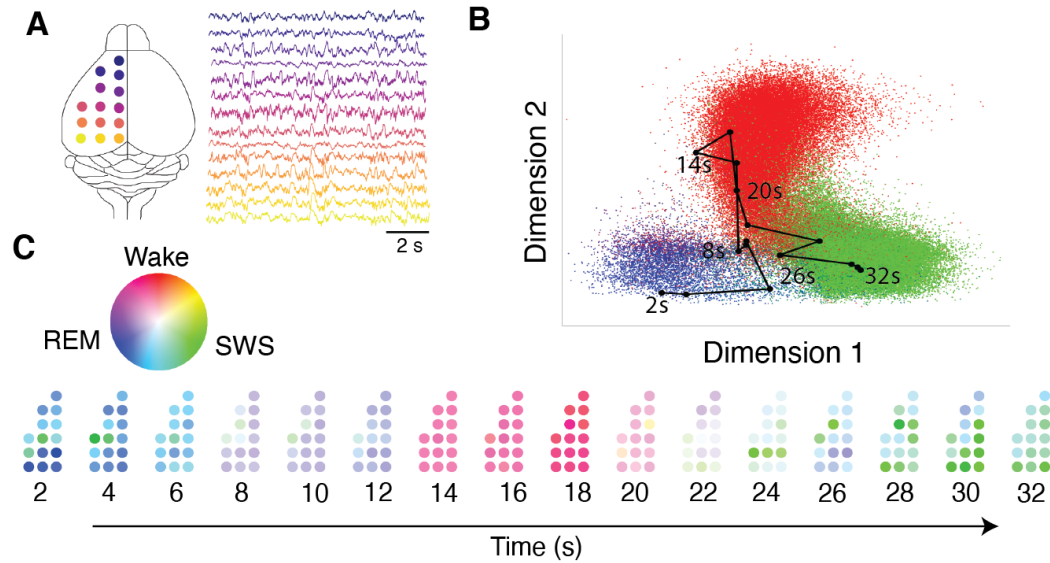 A
2 s
B
Dimension 2
14s
20s
8s
26s
32s
2s
Dimension 1
C
Wake
REM
SWS
2 4 6 8 10 12 14 16 18 20 22 24 26 28 30 32
Time (s)